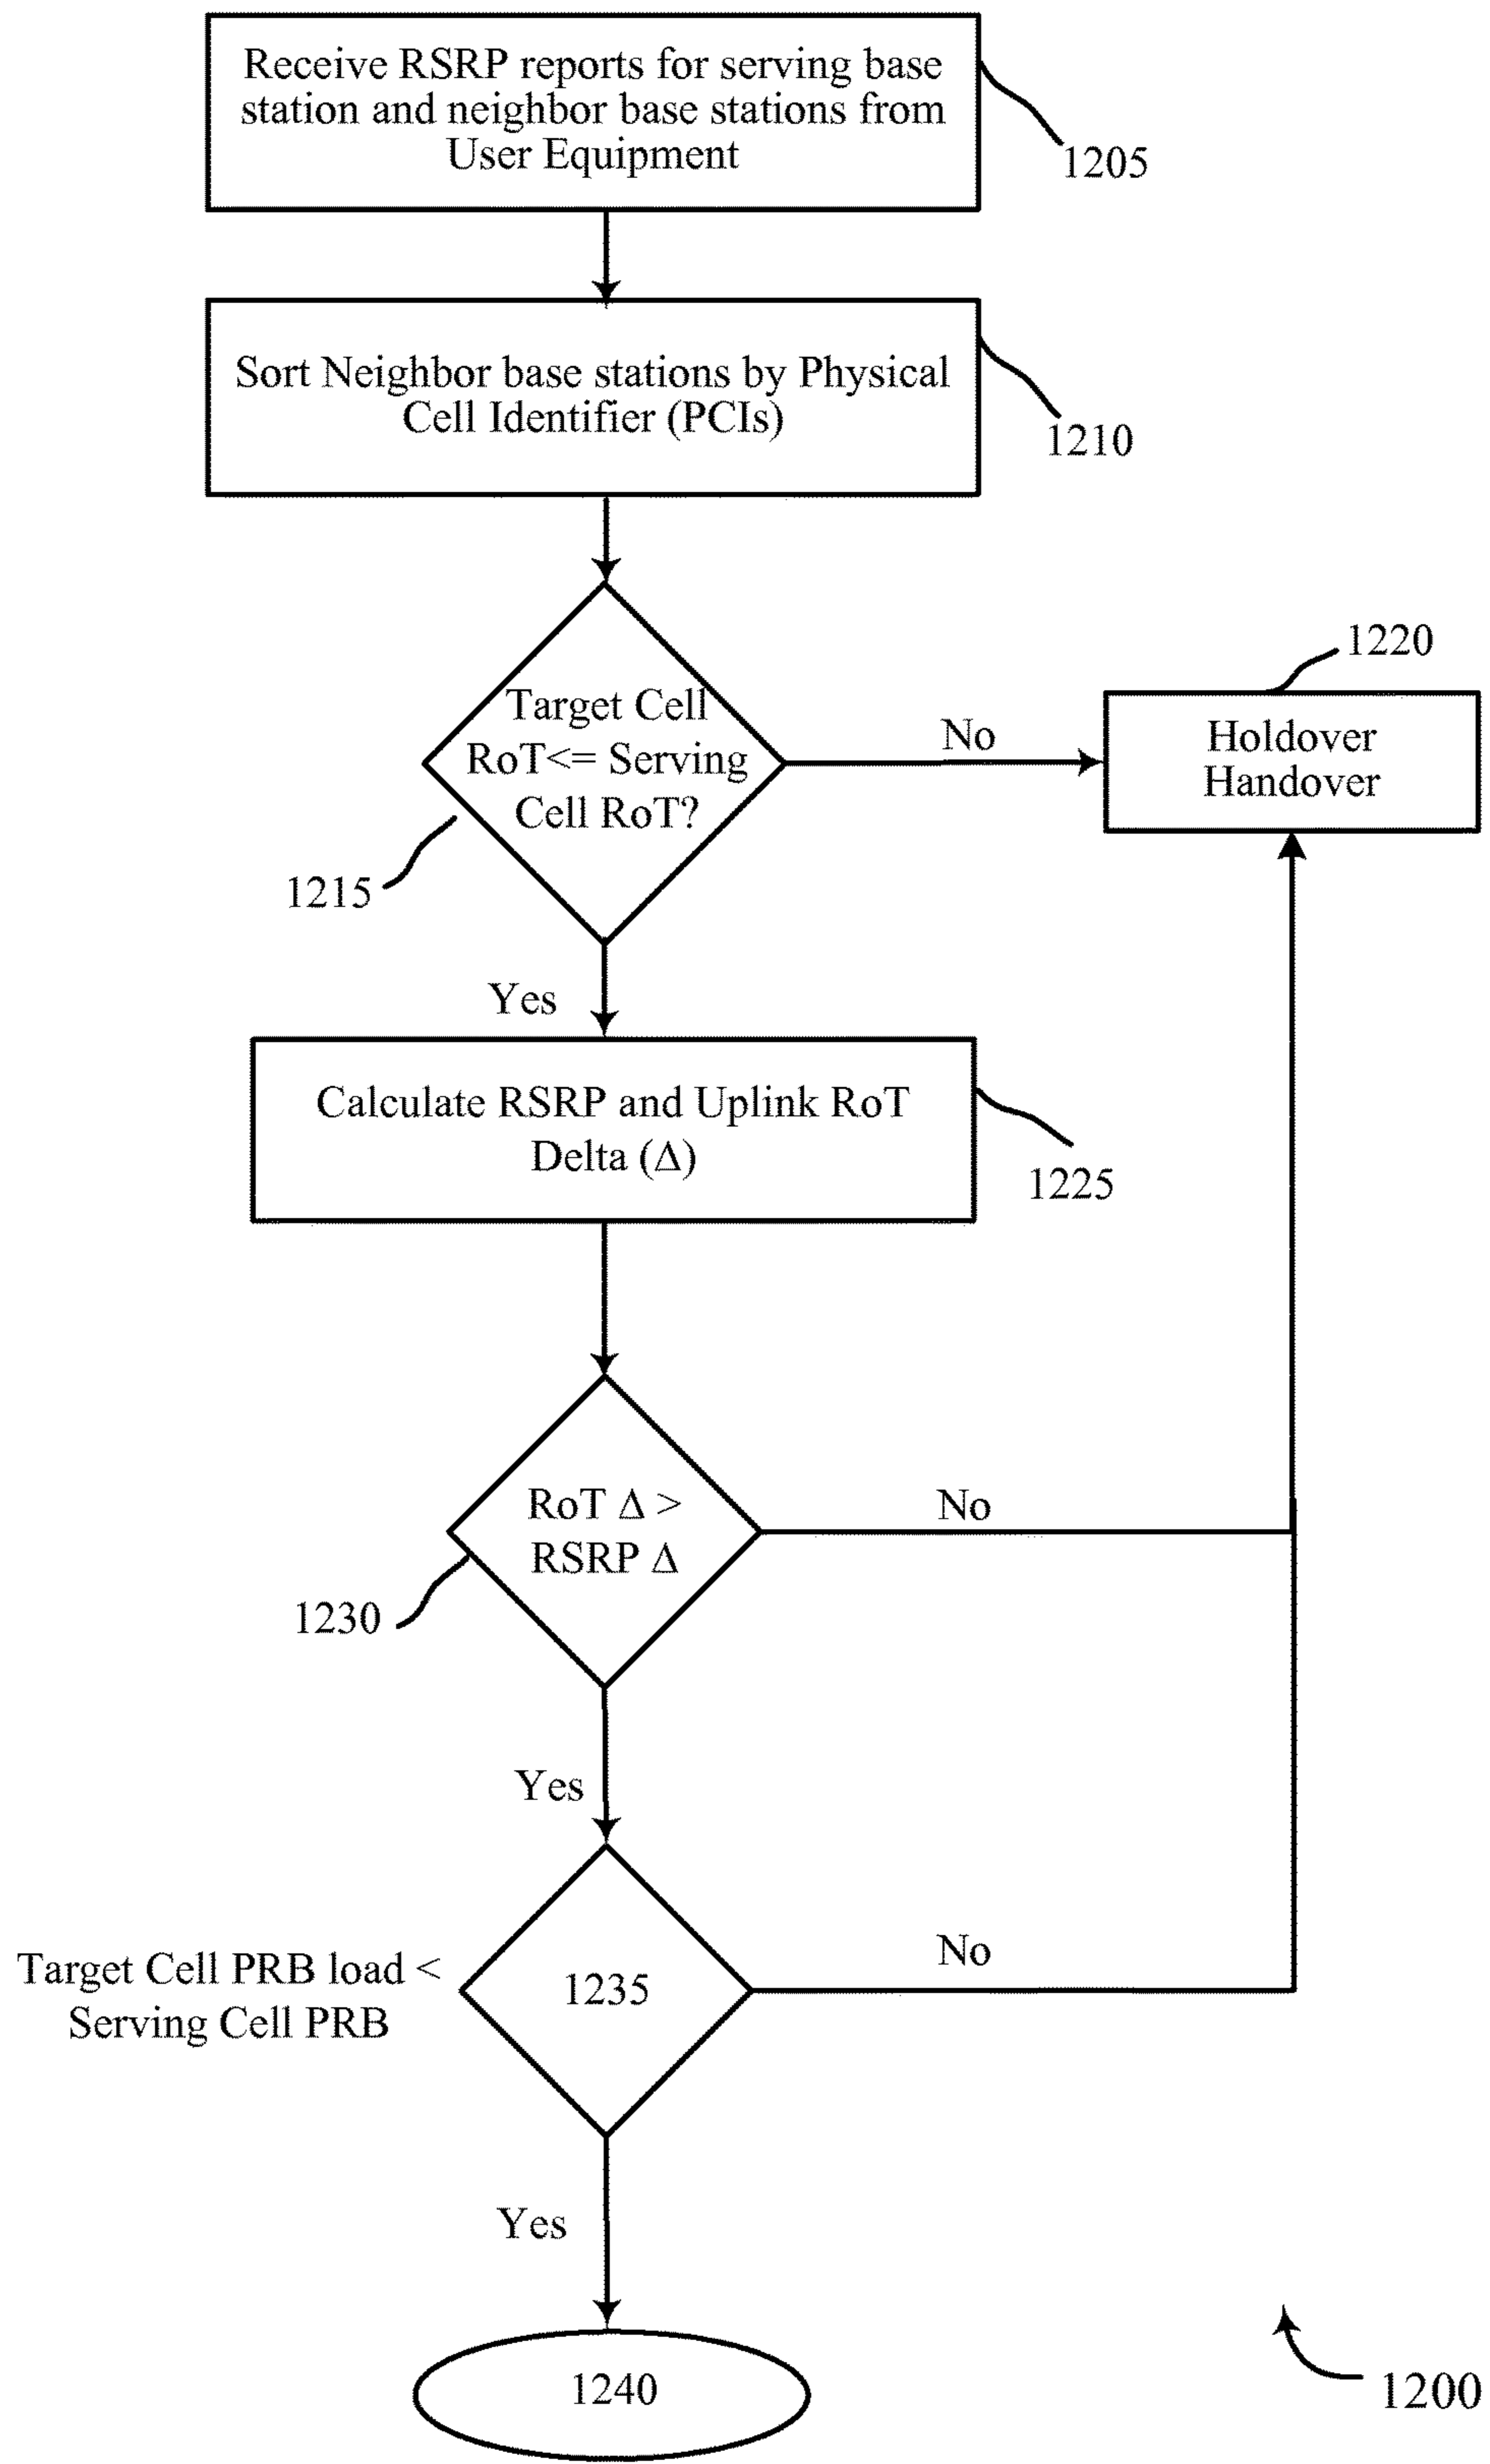 Receive RSRP reports for serving base
station and neighbor base stations from
User Equipment
1205
Sort Neighbor base stations by Physical
Cell Identifier (PCIs)
1210
Target Cell
RoT<= Serving
Cell RoT?
1215
No
1220
Holdover
Handover
Yes
Calculate RSRP and Uplink RoT
Delta (Δ)
1225
RoT Δ >
RSRP Δ
1230
No
Yes
Target Cell PRB load <
Serving Cell PRB
1235
No
Yes
1240
1200